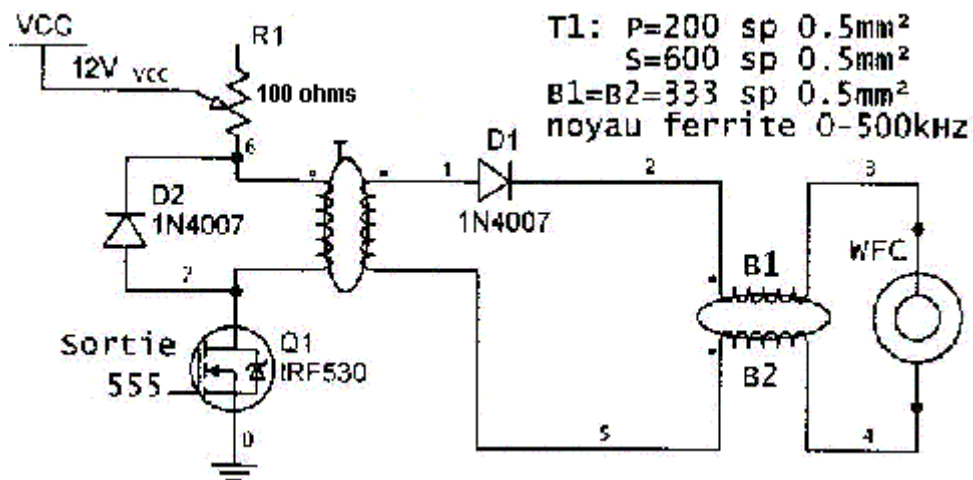 VCC
12V VCC
R1
100 ohms
T1: P=200 sp 0.5mm²
S=600 sp 0.5mm²
B1=B2=333 sp 0.5mm²
noyau ferrite 0-500kHz
6
D2
1N4007
7
T
1
D1
1N4007
2
3
WFC
B1
B2
Sortie
555
Q1
IRF530
0
5
4